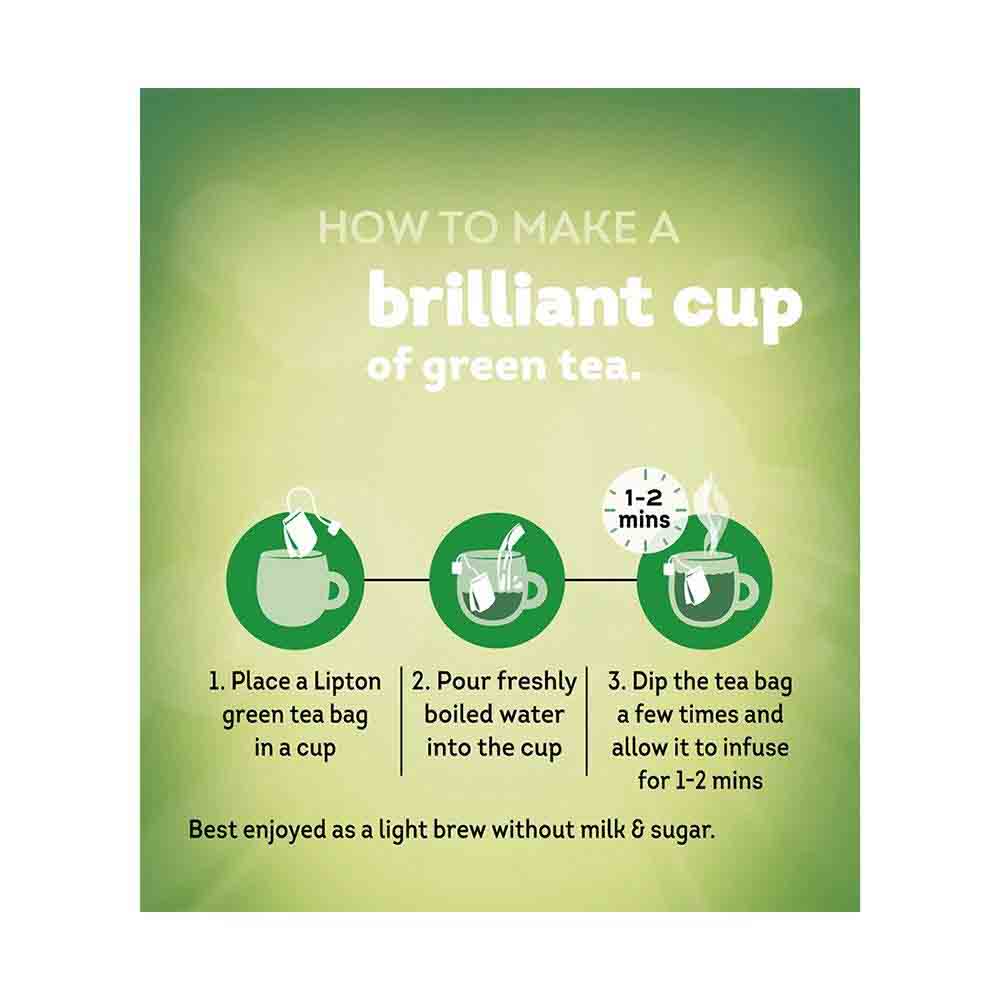 HOW TO MAKE A
brilliant cup
of green tea.
1-2
mins
1. Place a Lipton
green tea bag
in a cup
2. Pour freshly
boiled water
into the cup
3. Dip the tea bag
a few times and
allow it to infuse
for 1-2 mins
Best enjoyed as a light brew without milk & sugar.